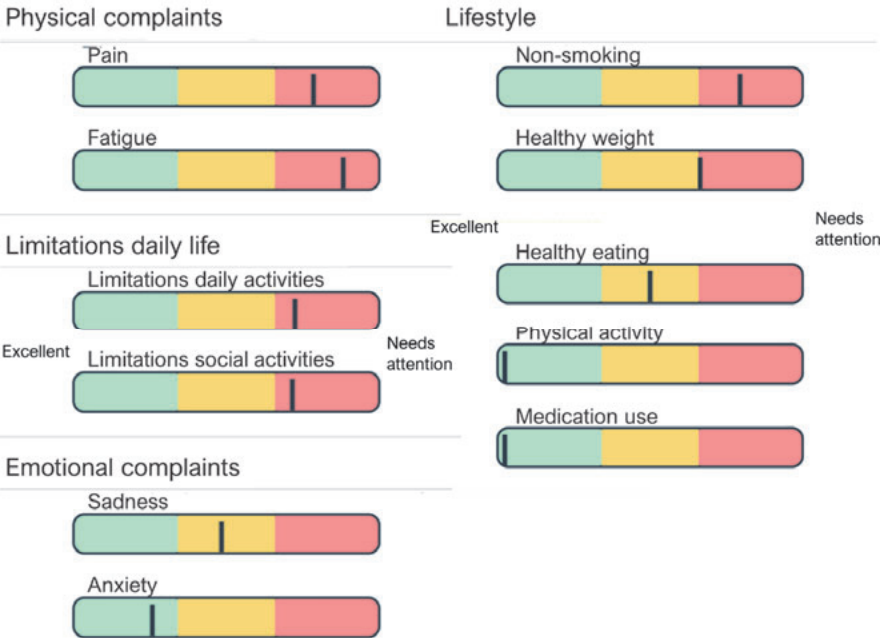 Physical complaints
Pain
Fatigue
Limitations daily life
Limitations daily activities
Excellent
Needs
attention
Limitations social activities
Emotional complaints
Sadness
Anxiety
Lifestyle
Non-smoking
Healthy weight
Excellent
Needs
attention
Healthy eating
Physical activity
Medication use